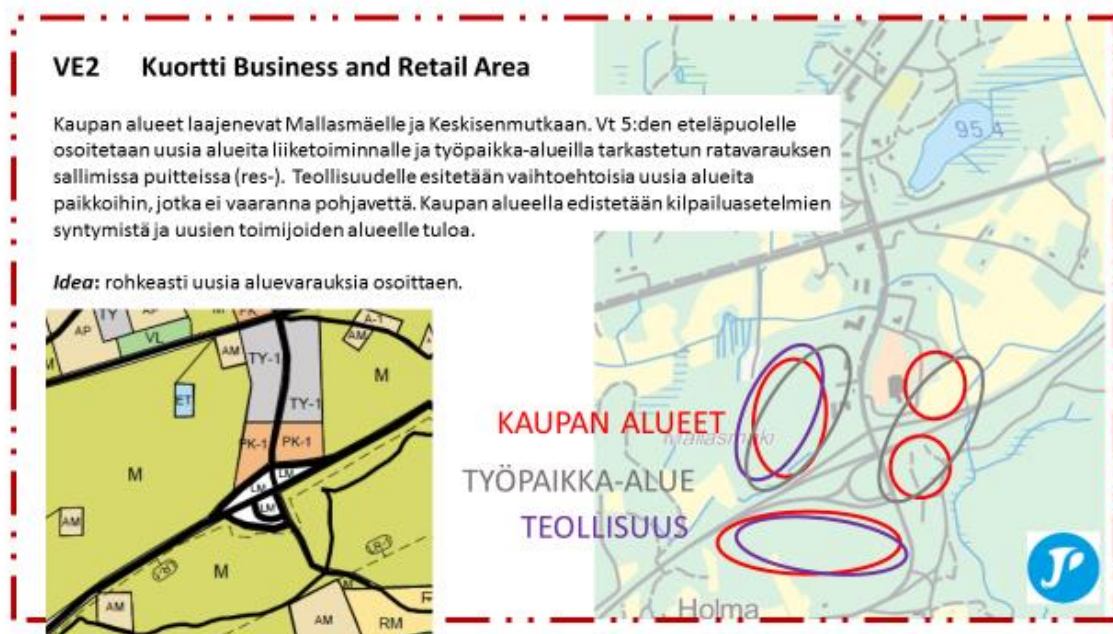 VE2 Kuortti Business and Retail Area
Kaupan alueet laajenevat Mallasmäelle ja Keskisenmutkaan. Vt 5:den eteläpuolelle
osoitetaan uusia alueita liiketoiminnalle ja työpaikka-alueilla tarkastetun ratavarauksen
sallimissa puitteissa (res-). Teollisuudelle esitetään vaihtoehtoisia uusia alueita
paikkoihin, jotka ei vaaranna pohjavettä. Kaupan alueella edistetään kilpailuasetelmien
syntymistä ja uusien toimijoiden alueelle tuloa.
Idea: rohkeasti uusia aluevarauksia osoittaen.
95.4
TY
AP
AP
VL
AM
TY-1
A-1
AM
M
ET
TY-1
PK-1
PK-1
M
LM
LM
LM
AM
M
AM
M
AM
RM
KAUPAN ALUEET
TYÖPAIKKA-ALUE
TEOLLISUUS
Holma